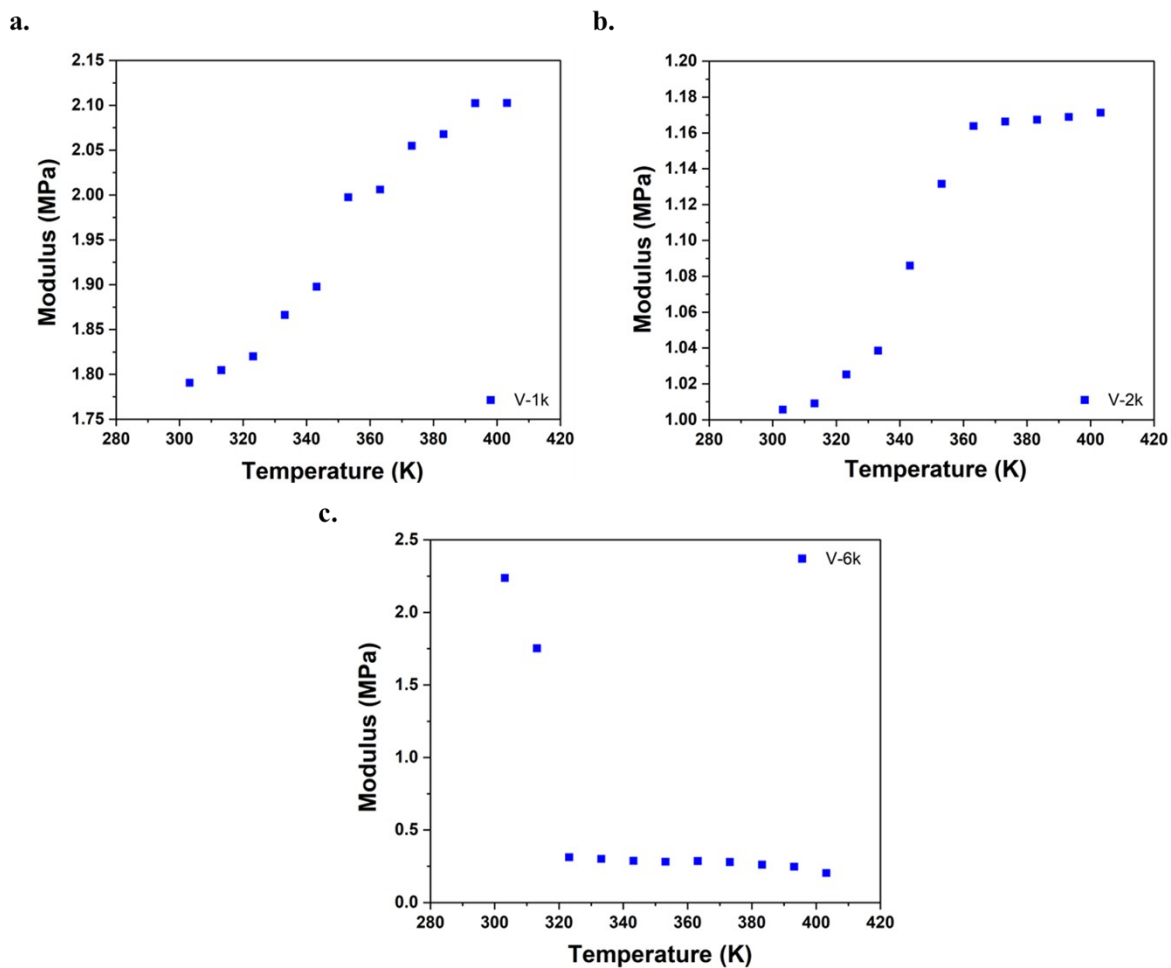 a.
2.15
2.10
2.05
2.00
1.95
1.90
1.85
1.80
1.75
Modulus (MPa)
280 300 320 340 360 380 400 420
Temperature (K)
V-1k
b.
1.20
1.18
1.16
1.14
1.12
1.10
1.08
1.06
1.04
1.02
1.00
Modulus (MPa)
280 300 320 340 360 380 400 420
Temperature (K)
V-2k
c.
2.5
2.0
1.5
1.0
0.5
0.0
Modulus (MPa)
280 300 320 340 360 380 400 420
Temperature (K)
V-6k